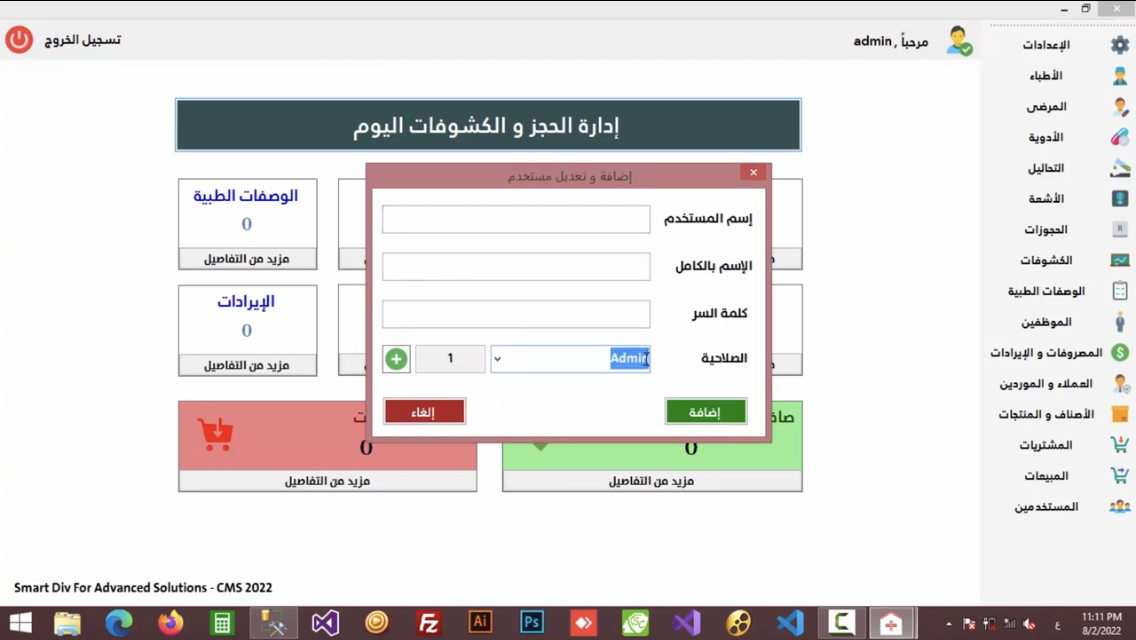 مرحباً , admin
تسجيل الخروج
الإعدادات
الأطباء
المرضى
الأدوية
التحاليل
الأشعة
الحجوزات
الكشوفات
الوصفات الطبية
الموظفين
المصروفات و الإيرادات
العملاء و الموردين
الأصناف و المنتجات
المشتريات
المبيعات
المستخدمين
إدارة الحجز و الكشوفات اليوم
الوصفات الطبية
0
مزيد من التفاصيل
الإيرادات
0
مزيد من التفاصيل
إضافة و تعديل مستخدم
إسم المستخدم
الإسم بالكامل
كلمة السر
الصلاحية
Admin
1
إضافة
إلغاء
0
مزيد من التفاصيل
0
مزيد من التفاصيل
Smart Div For Advanced Solutions - CMS 2022
Fz
Ai
Ps
ع
11:11 PM
8/2/2022